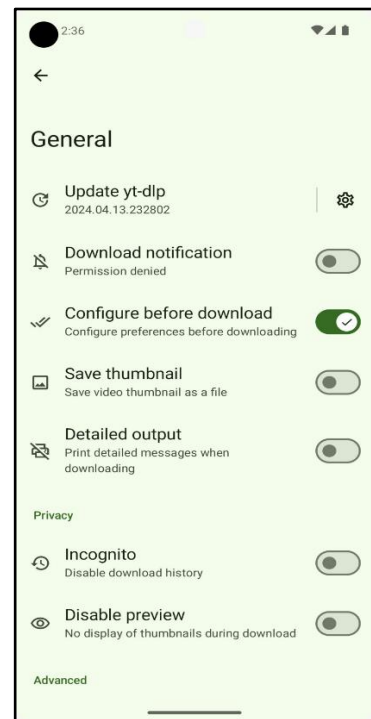 2:36
General
Update yt-dlp
2024.04.13.232802
Download notification
Permission denied
Configure before download
Configure preferences before downloading
Save thumbnail
Save video thumbnail as a file
Detailed output
Print detailed messages when
downloading
Privacy
Incognito
Disable download history
Disable preview
No display of thumbnails during download
Advanced